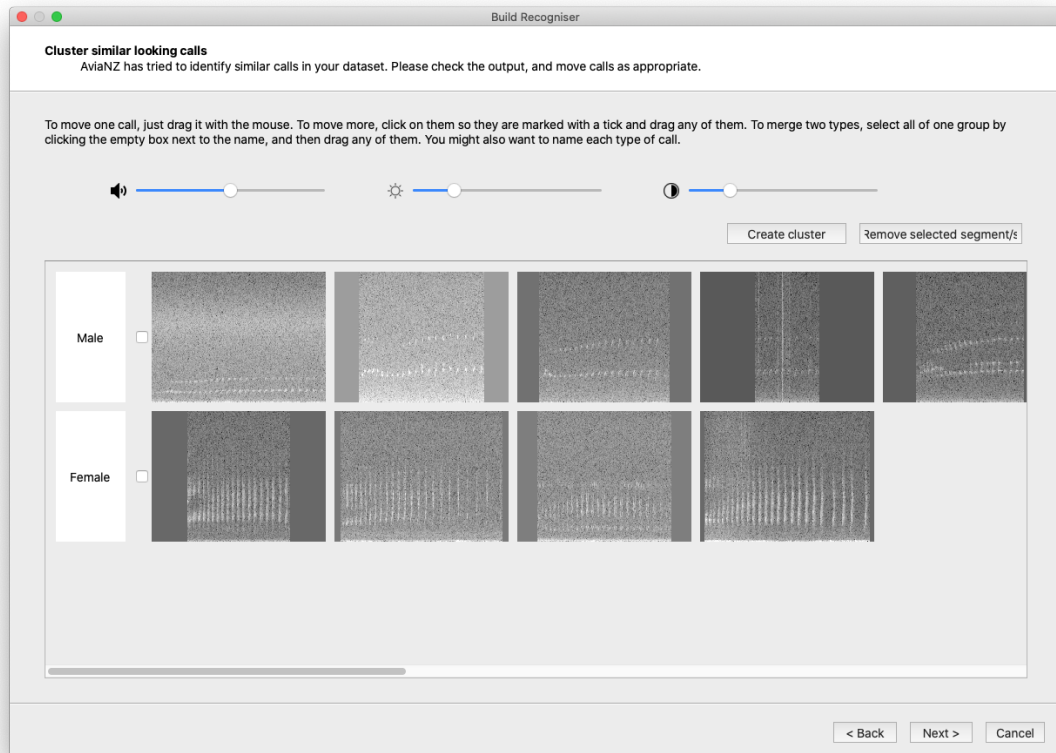 Build Recogniser
Cluster similar looking calls
AviaNZ has tried to identify similar calls in your dataset. Please check the output, and move calls as appropriate.
To move one call, just drag it with the mouse. To move more, click on them so they are marked with a tick and drag any of them. To merge two types, select all of one group by
clicking the empty box next to the name, and then drag any of them. You might also want to name each type of call.
Create cluster
Remove selected segment/s
Male
Female
< Back
Next >
Cancel